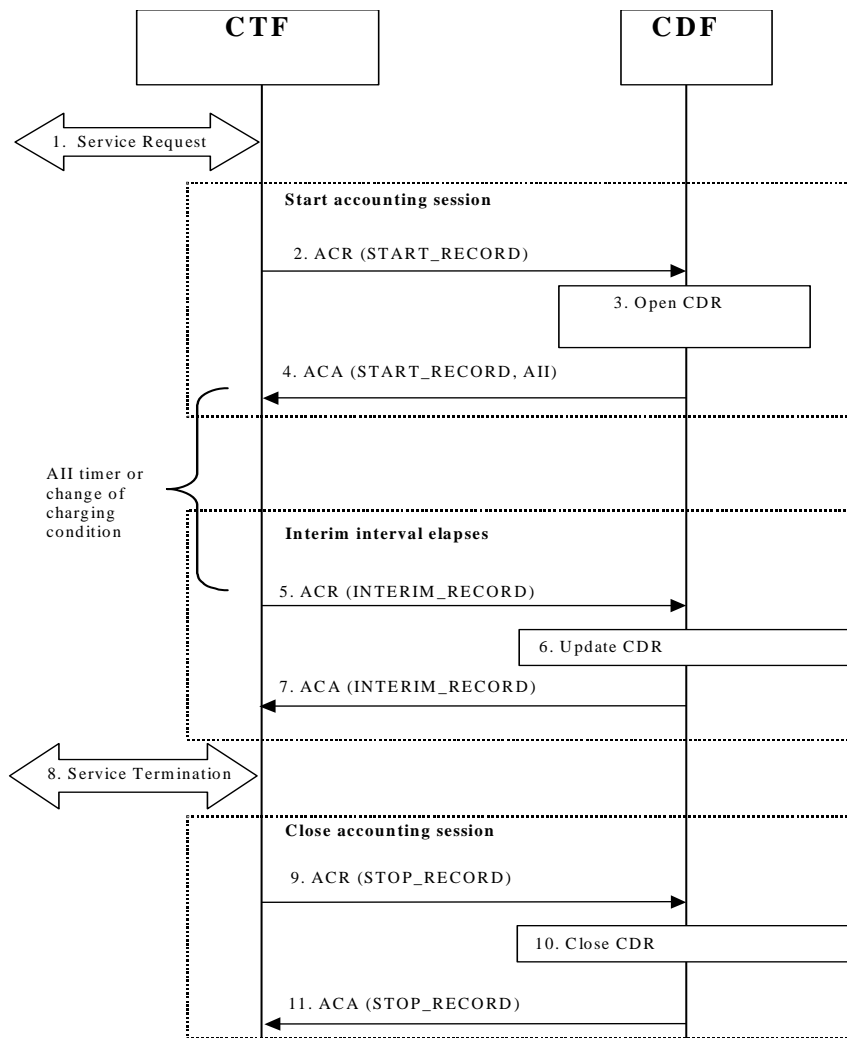 CTF
CDF
1. Service Request
Start accounting session
2. ACR (START_RECORD)
3. Open CDR
4. ACA (START_RECORD, AII)
AII timer or
change of
charging
condition
Interim interval elapses
5. ACR (INTERIM_RECORD)
6. Update CDR
7. ACA (INTERIM_RECORD)
8. Service Termination
Close accounting session
9. ACR (STOP_RECORD)
10. Close CDR
11. ACA (STOP_RECORD)